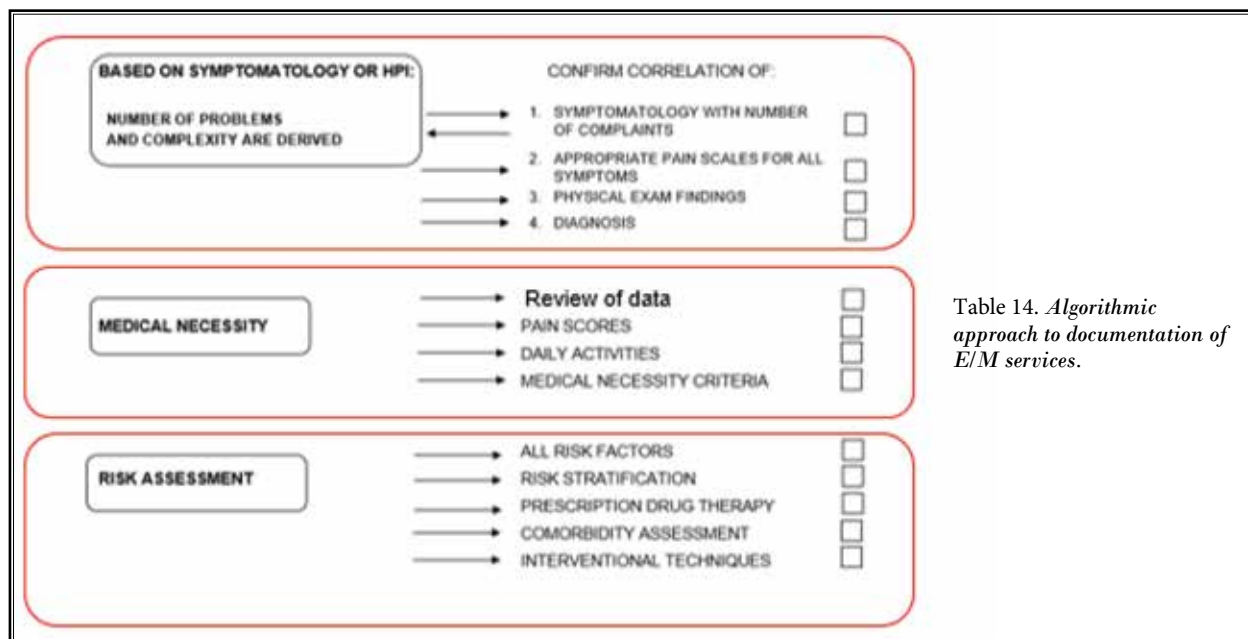 BASED ON SYMPTOMATOLOGY OR HPI:
NUMBER OF PROBLEMS
AND COMPLEXITY ARE DERIVED
CONFIRM CORRELATION OF:
1. SYMPTOMATOLOGY WITH NUMBER
OF COMPLAINTS
2. APPROPRIATE PAIN SCALES FOR ALL
SYMPTOMS
3. PHYSICAL EXAM FINDINGS
4. DIAGNOSIS
MEDICAL NECESSITY
Review of data
PAIN SCORES
DAILY ACTIVITIES
MEDICAL NECESSITY CRITERIA
RISK ASSESSMENT
ALL RISK FACTORS
RISK STRATIFICATION
PRESCRIPTION DRUG THERAPY
COMORBIDITY ASSESSMENT
INTERVENTIONAL TECHNIQUES
Table 14. Algorithmic
approach to documentation of
E/M services.